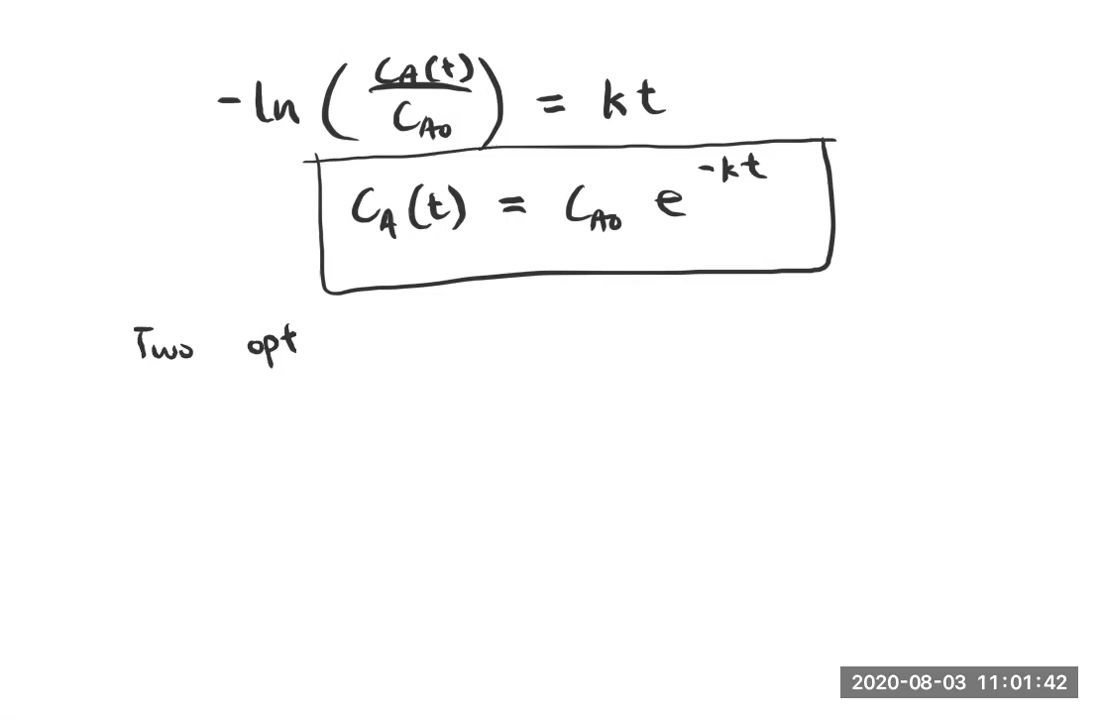 -ln(C_A(t)/C_A0) = kt
C_A(t) = C_A0 e^-kt
Two opt
2020-08-03 11:01:42